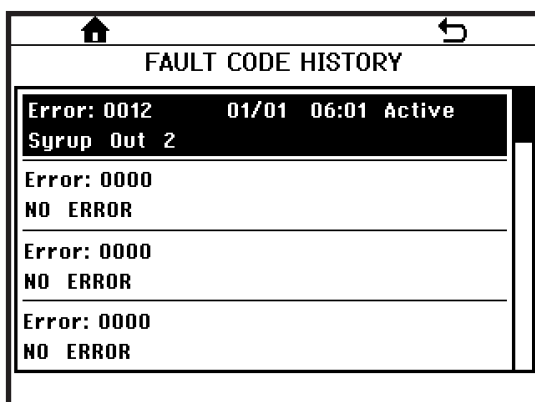 FAULT CODE HISTORY
Error: 0012 01/01 06:01 Active
Syrup Out 2
Error: 0000
NO ERROR
Error: 0000
NO ERROR
Error: 0000
NO ERROR